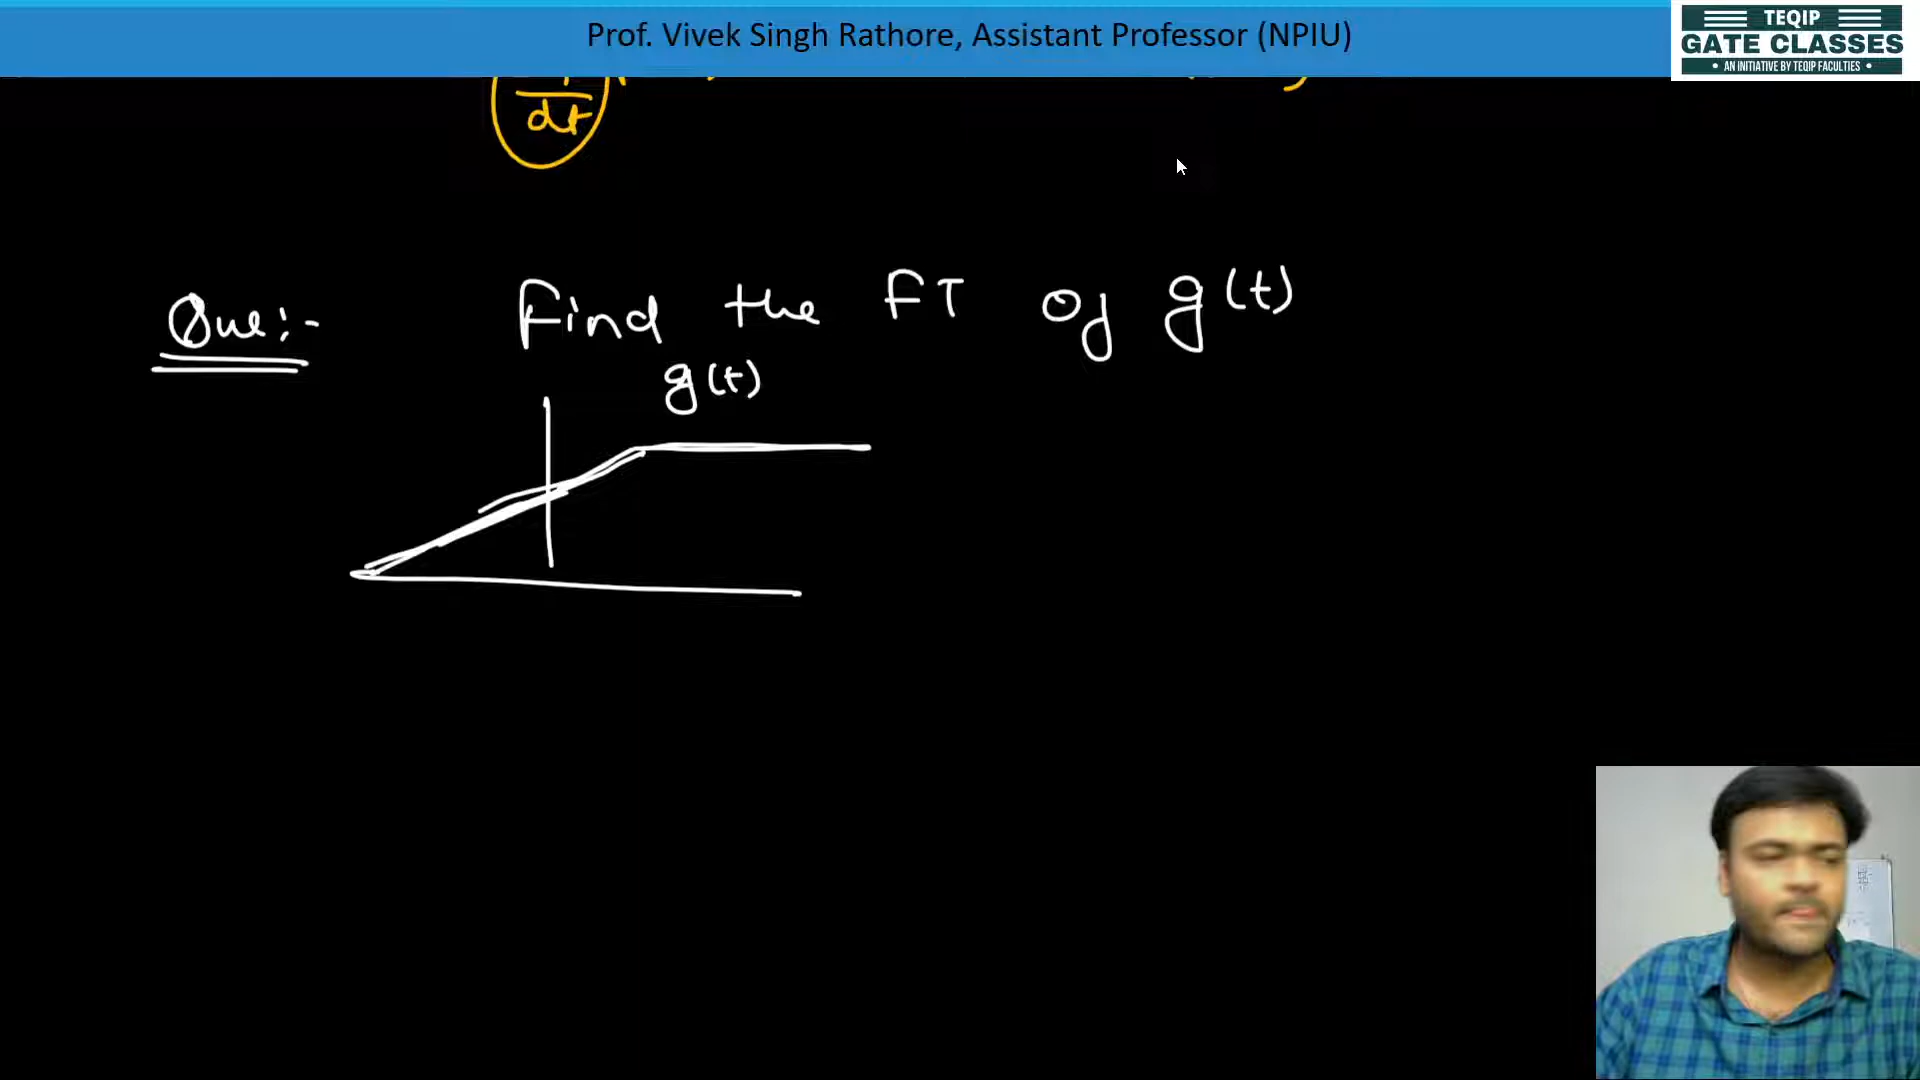 Prof. Vivek Singh Rathore, Assistant Professor (NPIU)
TEQIP
GATE CLASSES
• AN INITIATIVE BY TEQIP FACULTIES •
dt
Que:- Find the FT of g(t)
g(t)